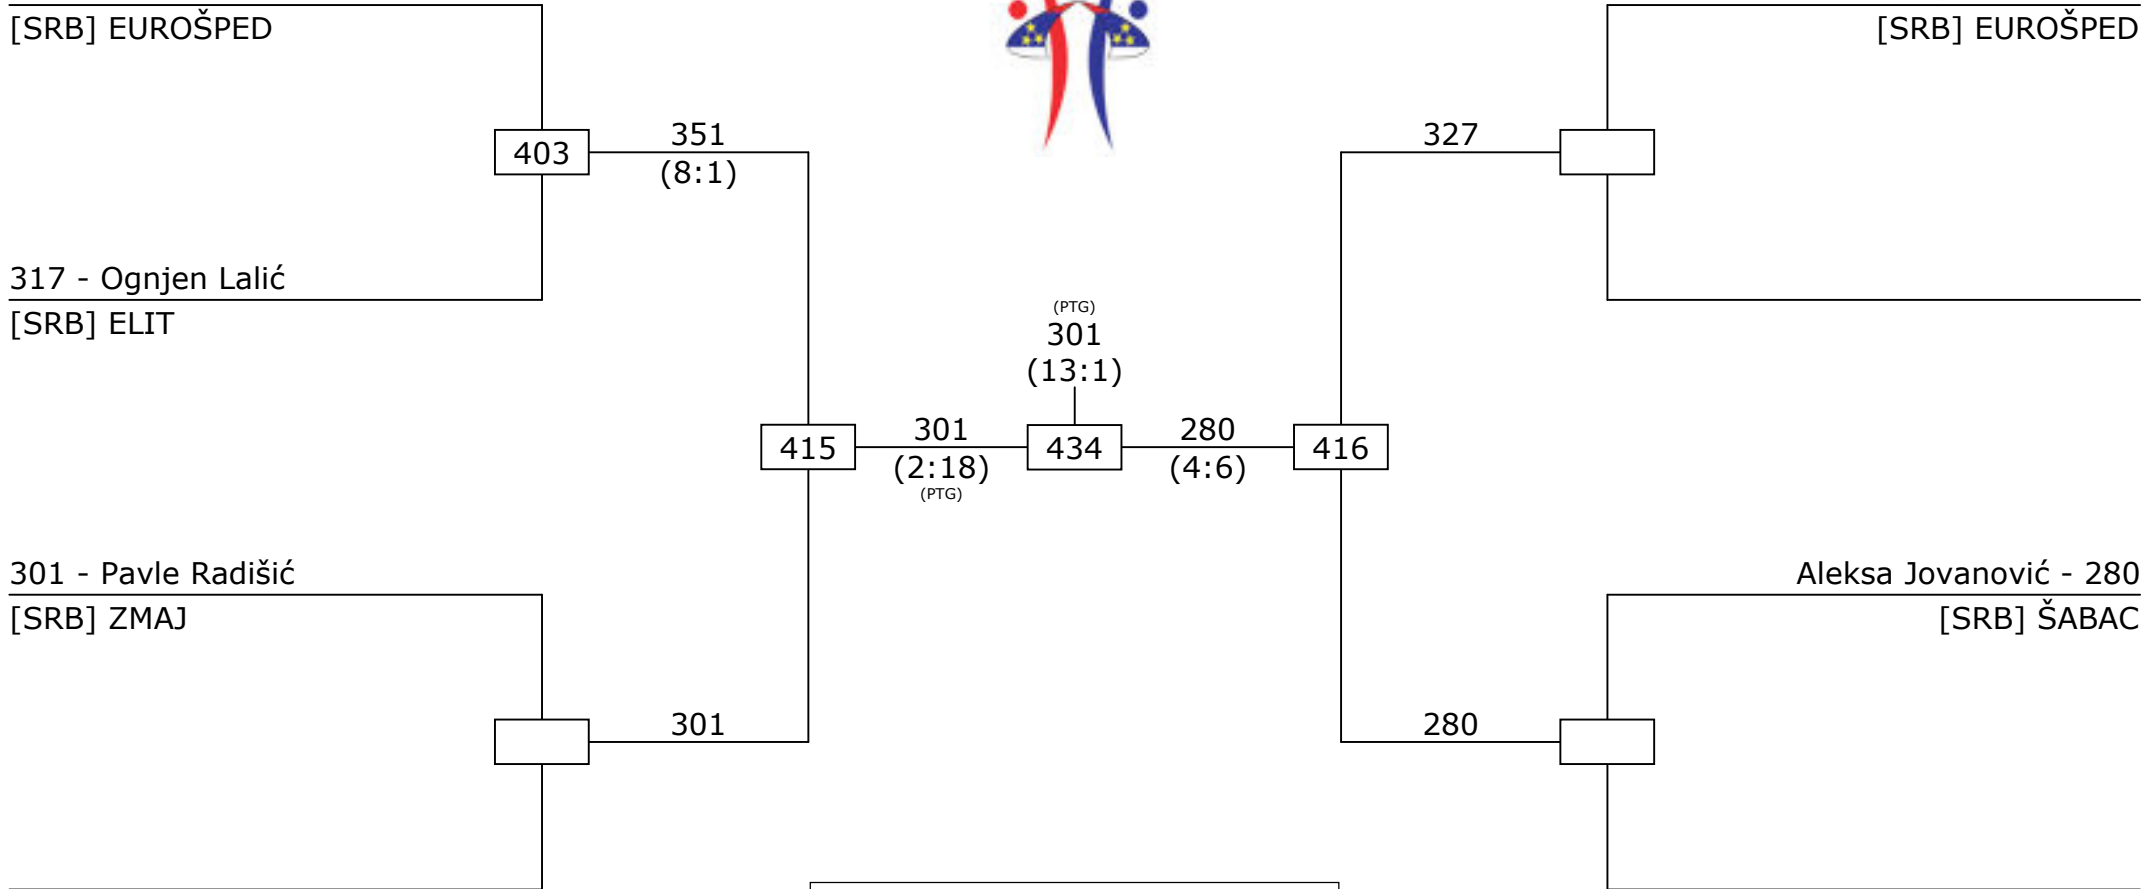 [SRB] EUROŠPED
[SRB] EUROŠPED
403
351
(8:1)
327
317 - Ognjen Lalić
[SRB] ELIT
(PTG)
301
(13:1)
415
301
(2:18)
(PTG)
434
280
(4:6)
416
301 - Pavle Radišić
[SRB] ZMAJ
Aleksa Jovanović - 280
[SRB] ŠABAC
301
280